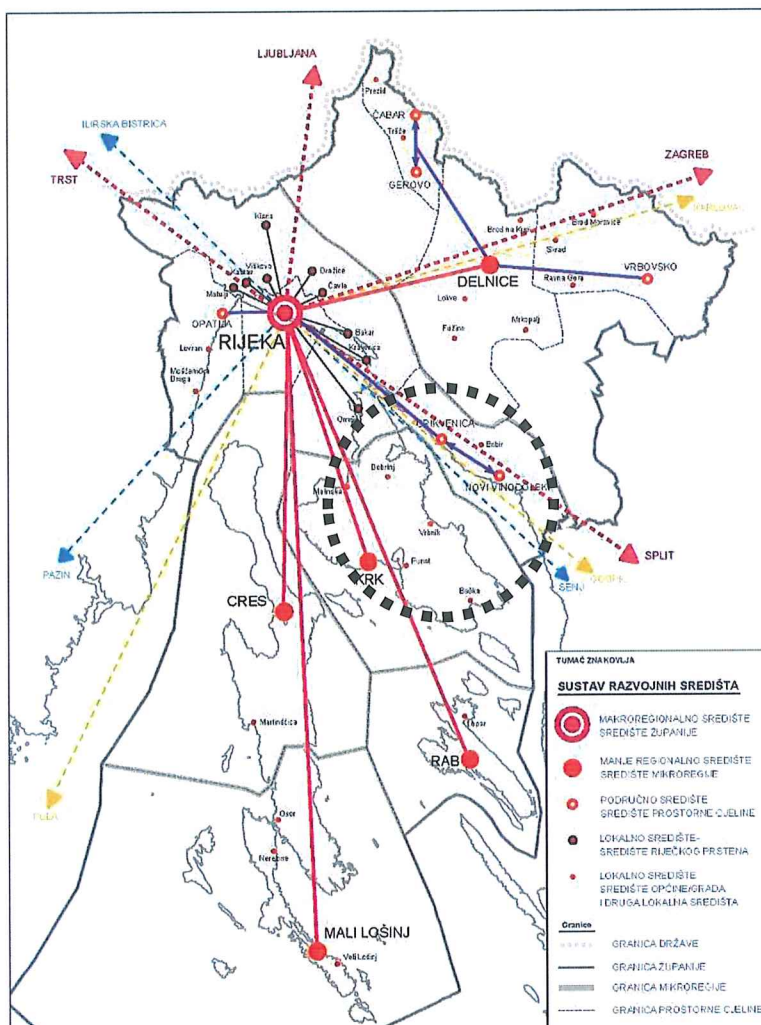 LJUBLJANA
Prezid
ČABAR
Tršće
ILIRSKA BISTRICA
TRST
GEROVO
ZAGREB
KARLOVAC
Klana
Brod na Kupi
Brod Moravice
Skrad
Viškovo
Dražice
Kastav
Čavle
Matulji
DELNICE
VRBOVSKO
Ravna Gora
Lokve
OPATIJA
RIJEKA
Bakar
Fužine
Mrkopalj
Lovran
Kraljevica
Mošćenička
Draga
Omišalj
CRIKVENICA
Bribir
Dobrinj
NOVI VINODOLSKI
Malinska
Vrbnik
SPLIT
PAZIN
KRK
Punat
GOSPIĆ
SENJ
CRES
Baška
Martinšćica
Lopar
RAB
PULA
Osor
Nerezine
MALI LOŠINJ
Veli Lošinj
TUMAČ ZNAKOVLJA
SUSTAV RAZVOJNIH SREDIŠTA
MAKROREGIONALNO SREDIŠTE
SREDIŠTE ŽUPANIJE
MANJE REGIONALNO SREDIŠTE
SREDIŠTE MIKROREGIJE
PODRUČNO SREDIŠTE
SREDIŠTE PROSTORNE CJELINE
LOKALNO SREDIŠTE-
SREDIŠTE RIJEČKOG PRSTENA
LOKALNO SREDIŠTE
SREDIŠTE OPĆINE/GRADA
I DRUGA LOKALNA SREDIŠTA
Granice
GRANICA DRŽAVE
GRANICA ŽUPANIJE
GRANICA MIKROREGIJE
GRANICA PROSTORNE CJELINE